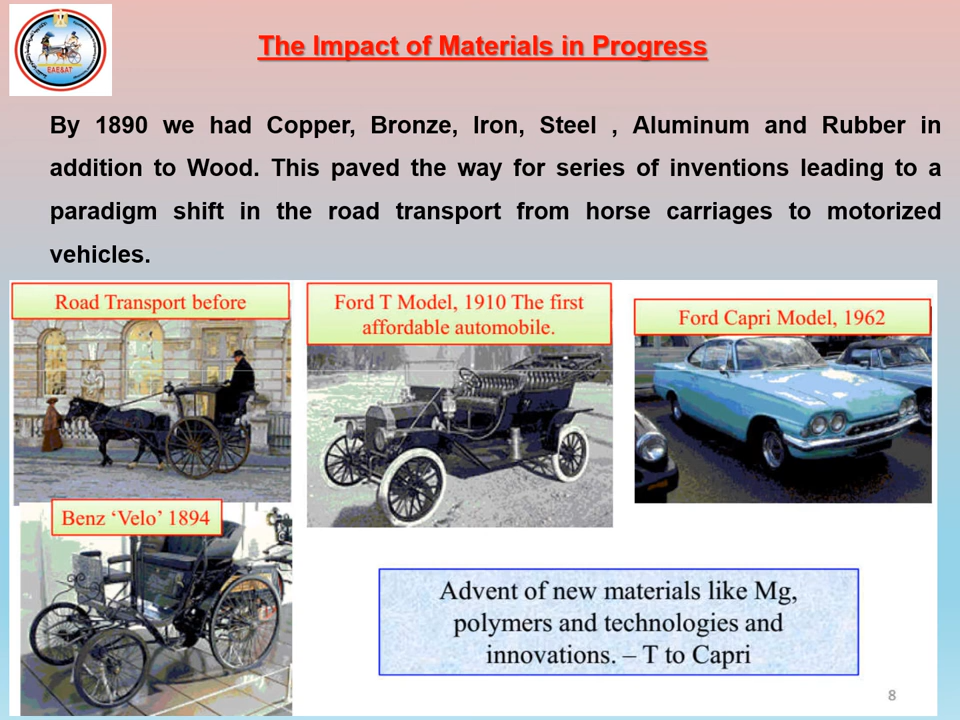 EAE&AT
The Impact of Materials in Progress
By 1890 we had Copper, Bronze, Iron, Steel , Aluminum and Rubber in
addition to Wood. This paved the way for series of inventions leading to a
paradigm shift in the road transport from horse carriages to motorized
vehicles.
Road Transport before
Ford T Model, 1910 The first
affordable automobile.
Ford Capri Model, 1962
Benz ‘Velo’ 1894
Advent of new materials like Mg,
polymers and technologies and
innovations. – T to Capri
8